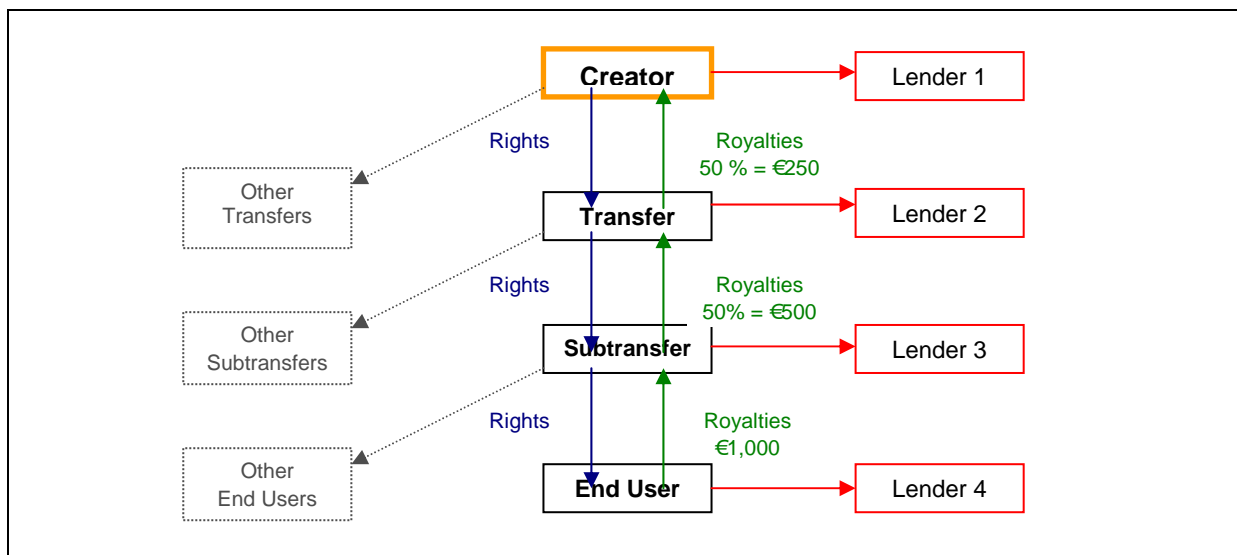 Creator
Lender 1
Rights
Royalties
50 % = €250
Other
Transfers
Transfer
Lender 2
Rights
Royalties
50% = €500
Other
Subtransfers
Subtransfer
Lender 3
Rights
Royalties
€1,000
Other
End Users
End User
Lender 4